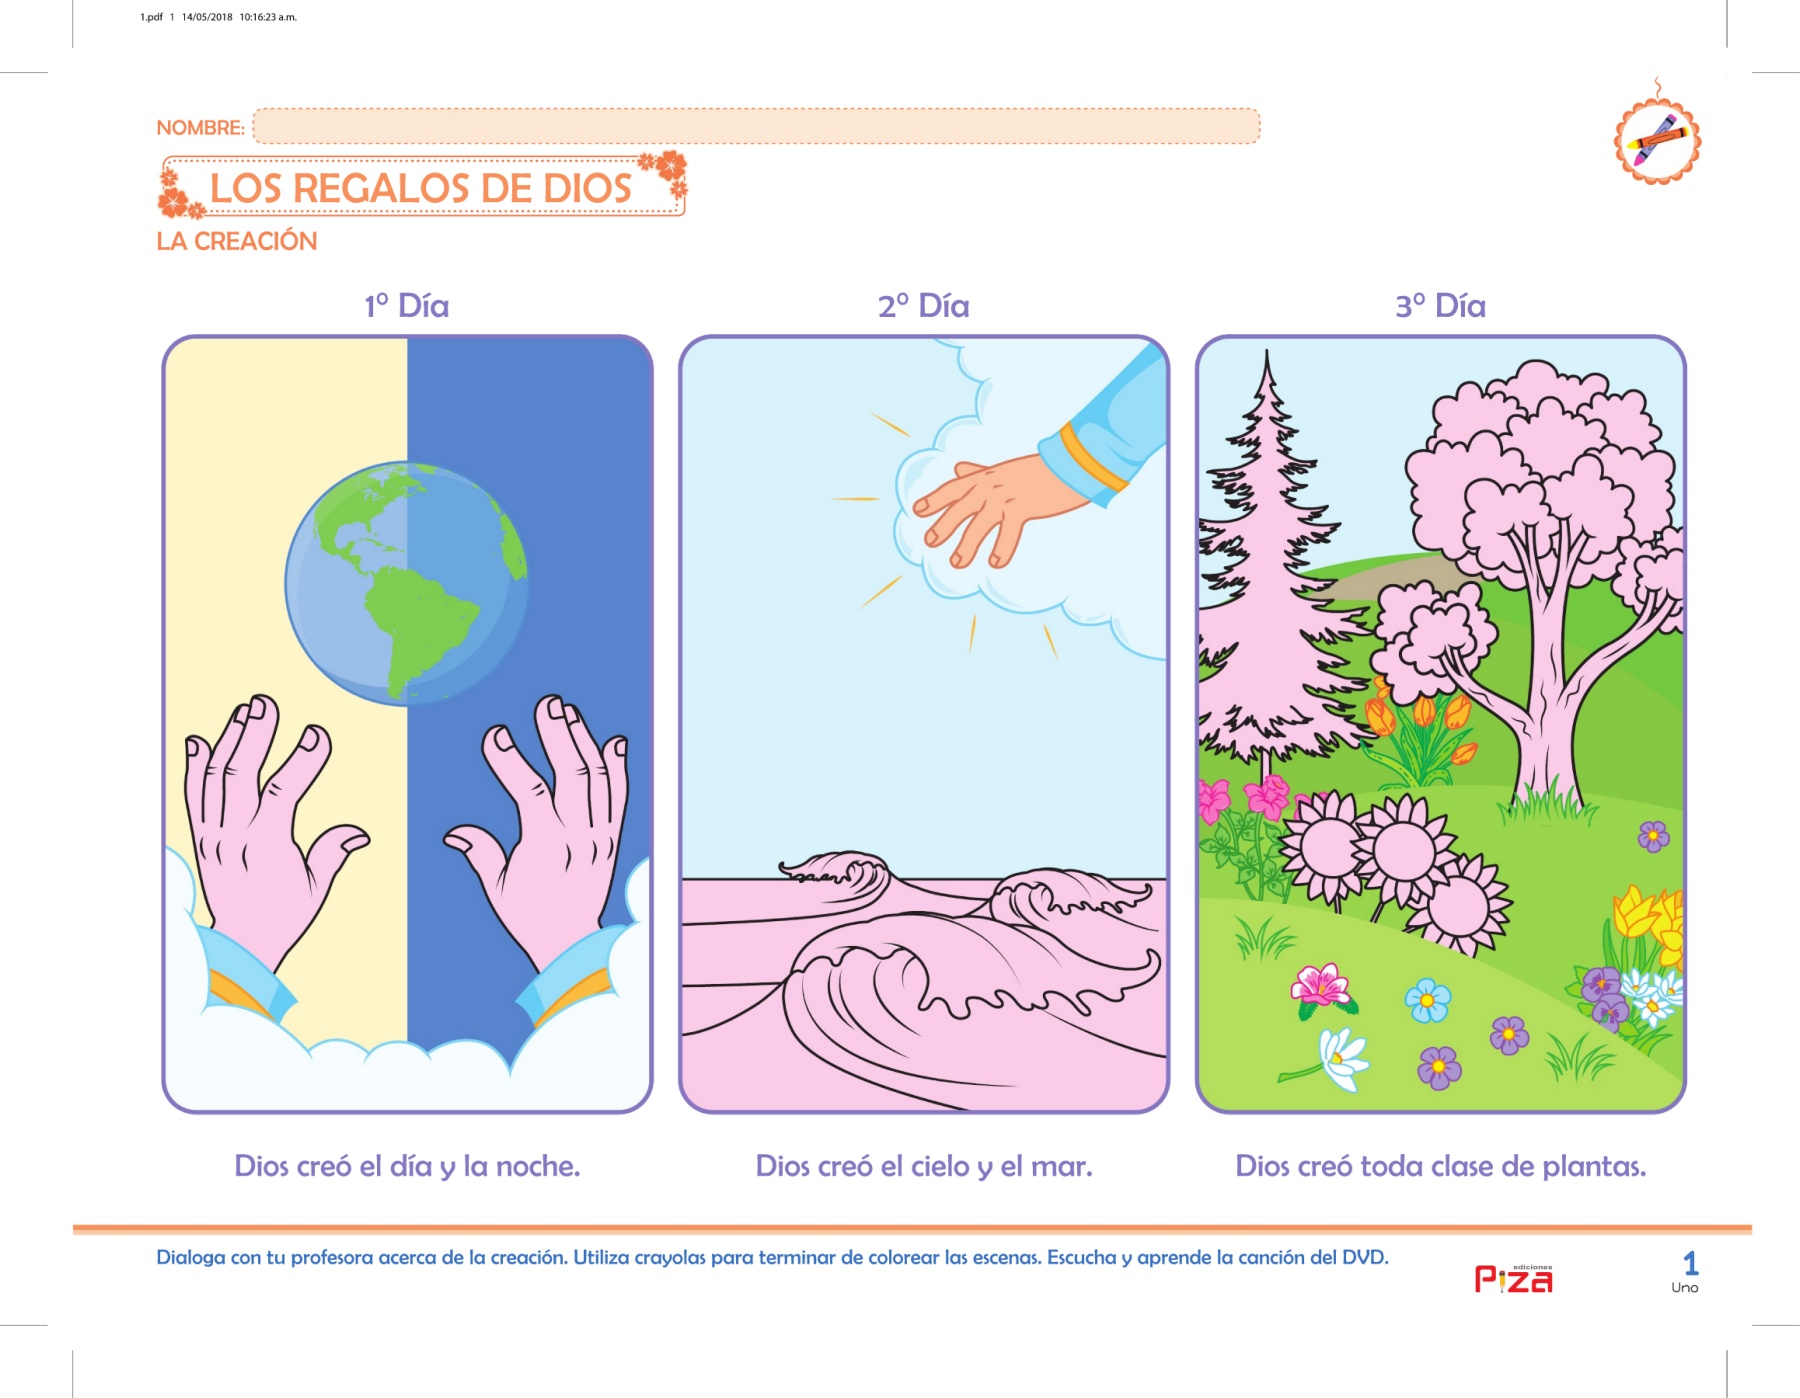 1.pdf 1 14/05/2018 10:16:23 a.m.
NOMBRE:
LOS REGALOS DE DIOS
LA CREACIÓN
1° Día
2° Día
3° Día
Dios creó el día y la noche.
Dios creó el cielo y el mar.
Dios creó toda clase de plantas.
Dialoga con tu profesora acerca de la creación. Utiliza crayolas para terminar de colorear las escenas. Escucha y aprende la canción del DVD.
ediciones
Piza
1
Uno